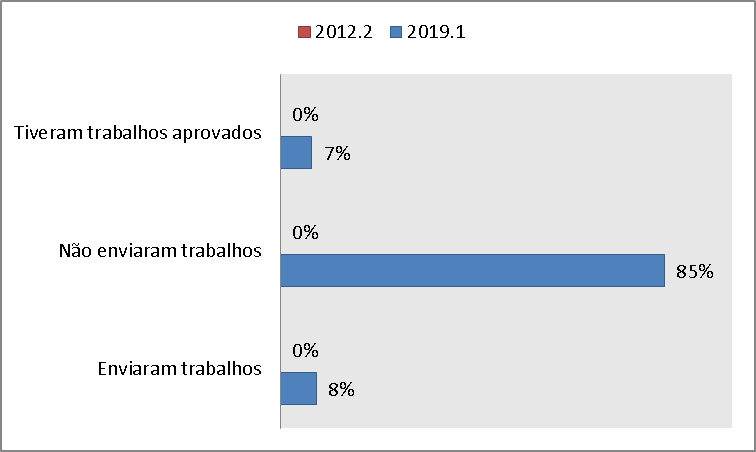 2012.2 2019.1
0%
Tiveram trabalhos aprovados
7%
0%
Não enviaram trabalhos
85%
0%
Enviaram trabalhos
8%